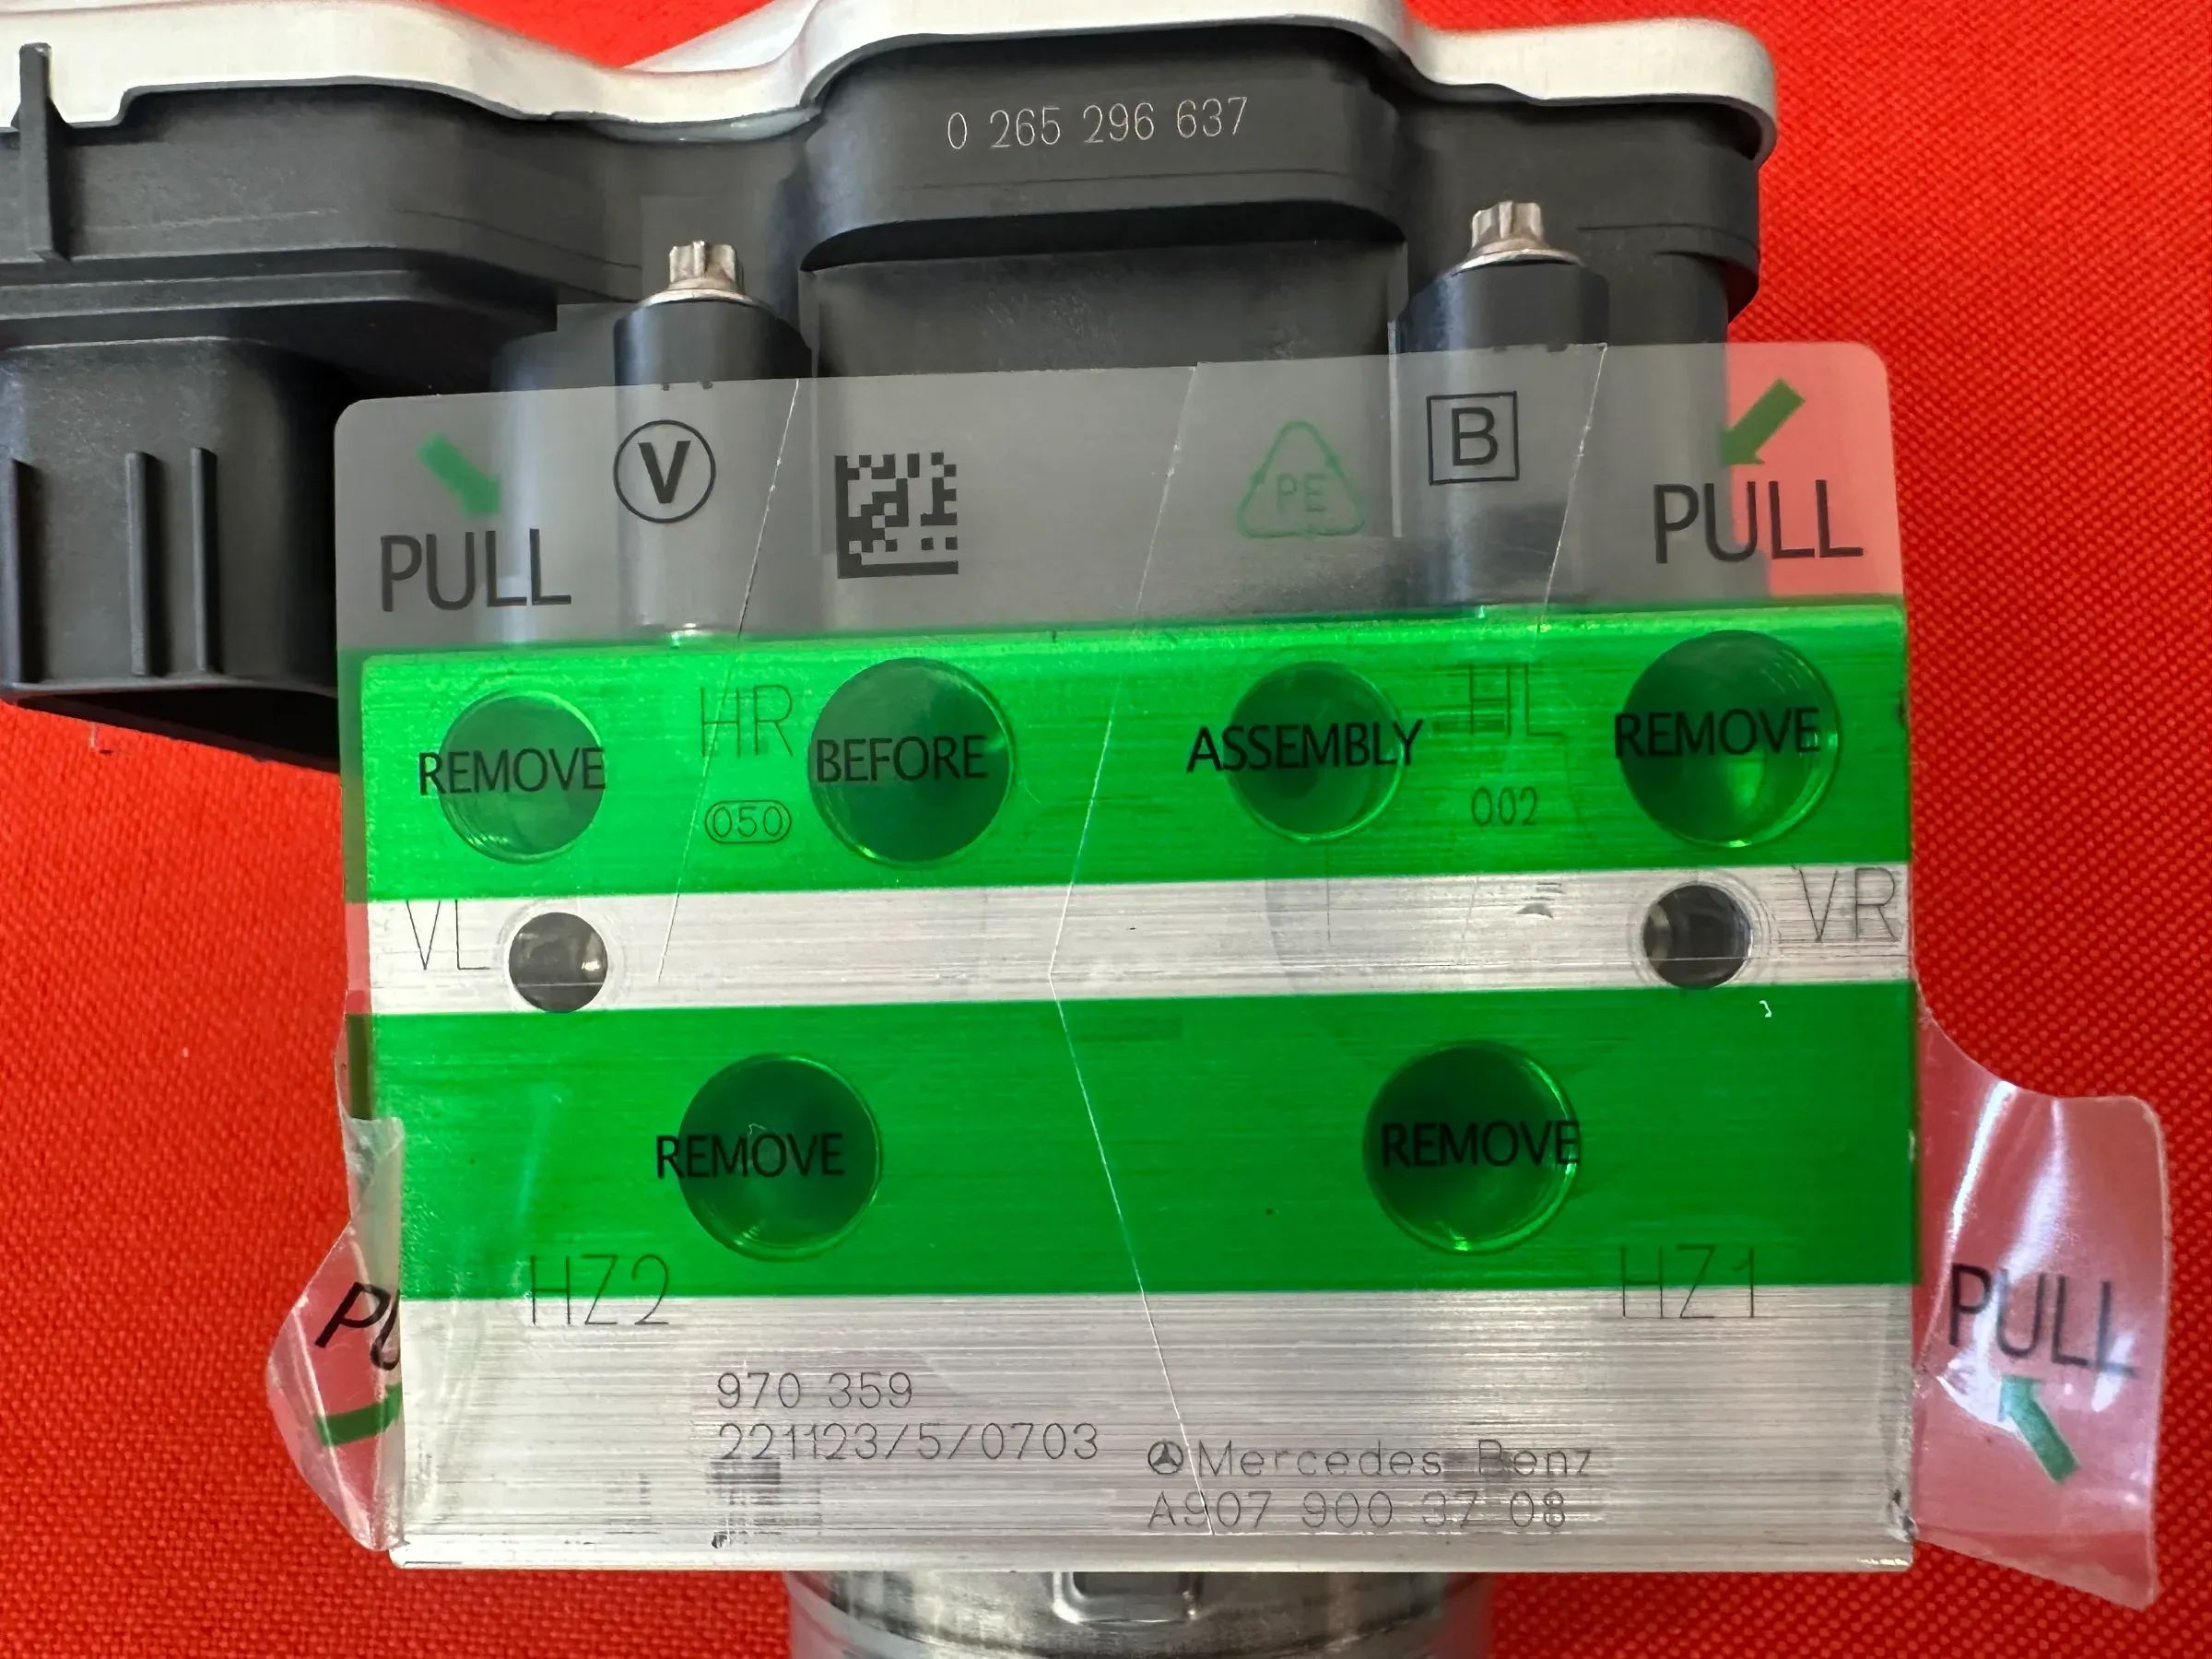 0 265 296 637
V
B
PE
PULL
PULL
REMOVE
HR
BEFORE
ASSEMBLY
HL
REMOVE
050
002
VL
VR
REMOVE
REMOVE
HZ2
HZ1
PULL
970 359
221123/5/0703
Mercedes-Benz
A907 900 37 08